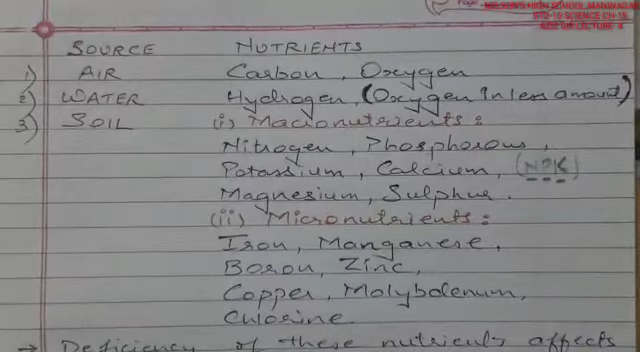 SOURCE NUTRIENTS
1) AIR Carbon, Oxygen
2) WATER Hydrogen, (Oxygen in less amount)
3) SOIL (i) Macronutrients:
Nitrogen, Phosphorous,
Potassium, Calcium, (NPK)
Magnesium, Sulphur.
(ii) Micronutrients:
Iron, Manganese,
Boron, Zinc,
Copper, Molybdenum,
Chlorine
→ Deficiency of these nutrients affects